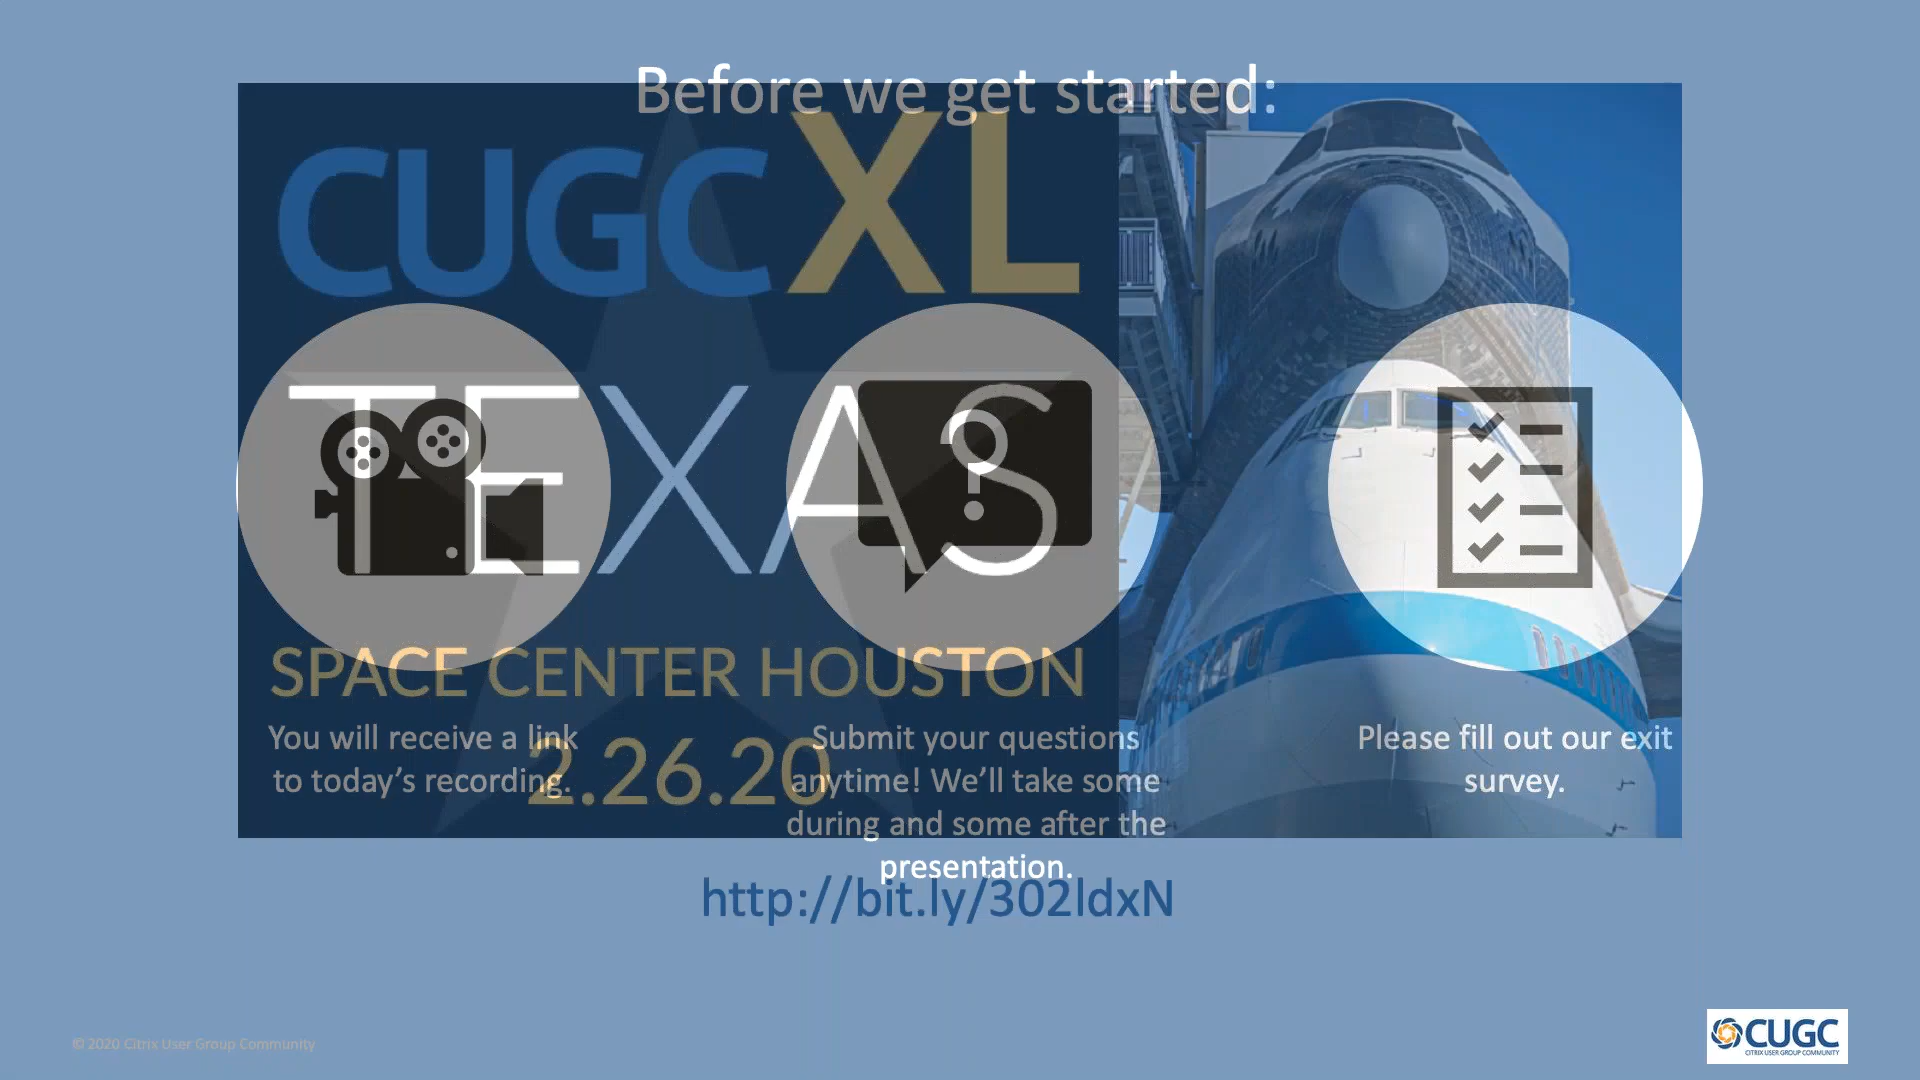 Before we get started:
CUGCXL
TEXAS
SPACE CENTER HOUSTON
2.26.20
You will receive a link
to today’s recording.
Submit your questions
anytime! We’ll take some
during and some after the
presentation.
Please fill out our exit
survey.
http://bit.ly/302ldxN
© 2020 Citrix User Group Community
CUGC
CITRIX USER GROUP COMMUNITY